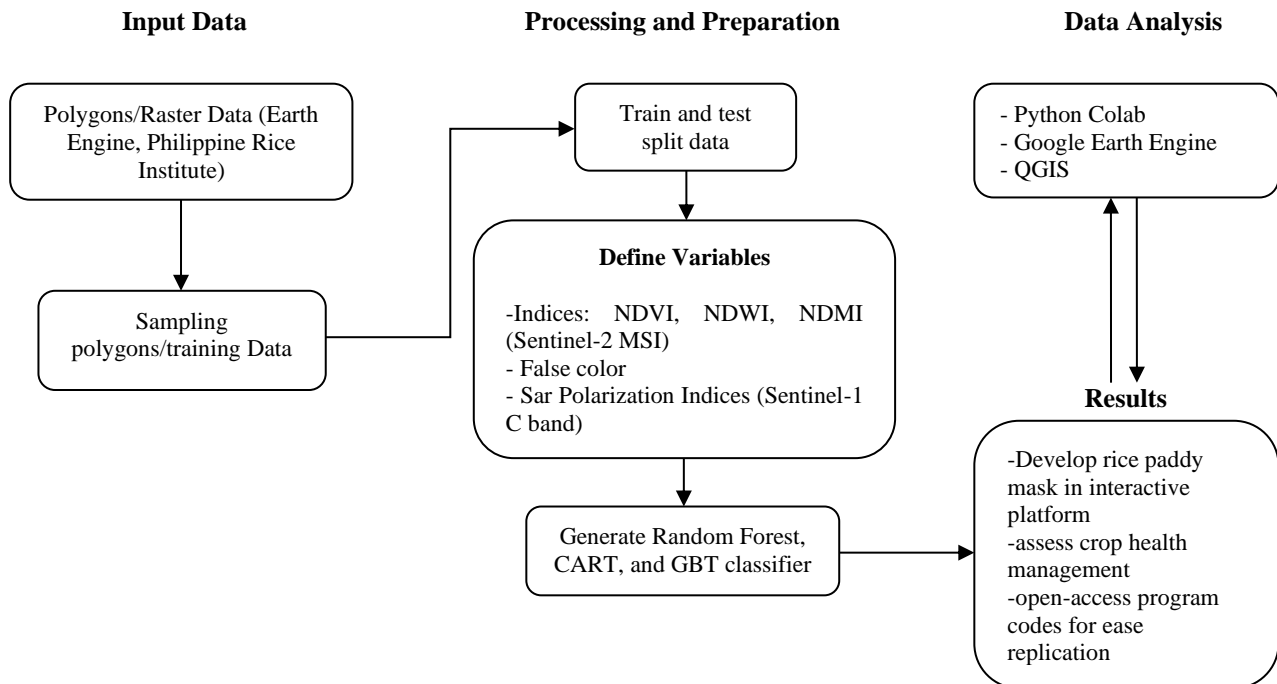 Input Data
Polygons/Raster Data (Earth
Engine, Philippine Rice
Institute)
Sampling
polygons/training Data
Processing and Preparation
Train and test
split data
Define Variables
-Indices: NDVI, NDWI, NDMI
(Sentinel-2 MSI)
- False color
- Sar Polarization Indices (Sentinel-1
C band)
Generate Random Forest,
CART, and GBT classifier
Data Analysis
- Python Colab
- Google Earth Engine
- QGIS
Results
-Develop rice paddy
mask in interactive
platform
-assess crop health
management
-open-access program
codes for ease
replication